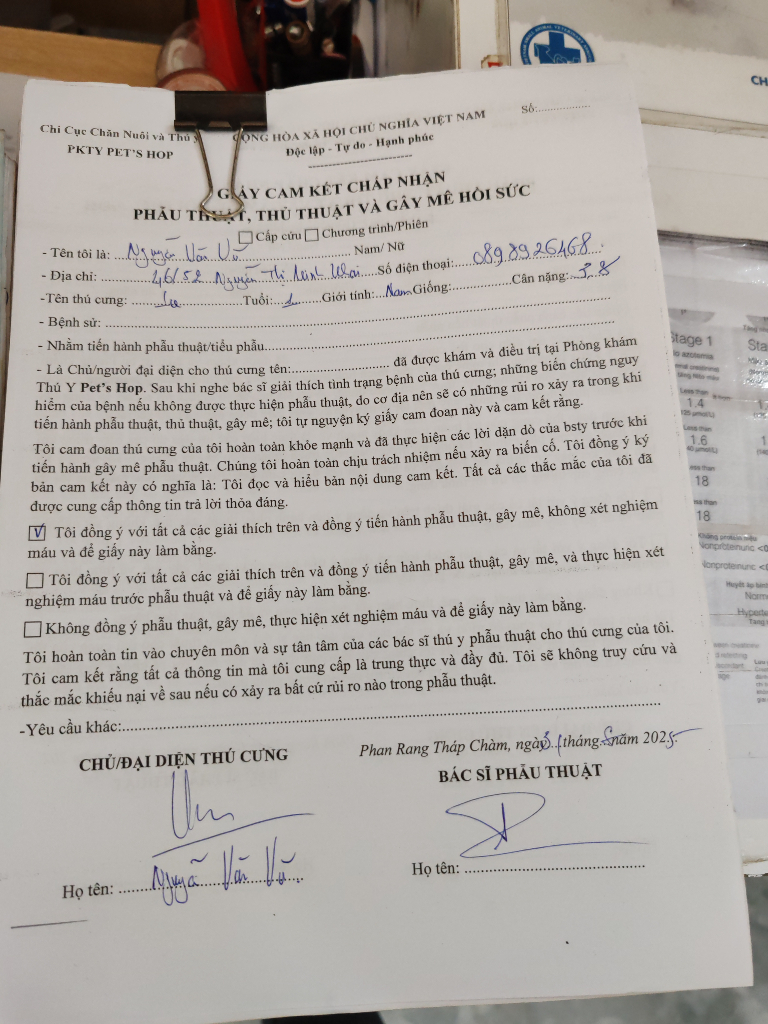 Chi Cục Chăn Nuôi và Thú y
CỘNG HÒA XÃ HỘI CHỦ NGHĨA VIỆT NAM
Số:
PKTY PET'S HOP
Độc lập - Tự do - Hạnh phúc
GIẤY CAM KẾT CHẤP NHẬN
PHẪU THUẬT, THỦ THUẬT VÀ GÂY MÊ HỒI SỨC
Cấp cứu Chương trình/Phiên
- Tên tôi là: Nguyễn Văn Vũ Nam/ Nữ
- Địa chỉ: 46/52 Nguyễn Thị Minh Khai Số điện thoại: 0898926468
-Tên thú cưng: Tuổi: Giới tính: Nam Giống: Cân nặng: 3,8
- Bệnh sử:
- Nhằm tiến hành phẫu thuật/tiểu phẫu
- Là Chủ/người đại diện cho thú cưng tên: đã được khám và điều trị tại Phòng khám
Thú Y Pet's Hop. Sau khi nghe bác sĩ giải thích tình trạng bệnh của thú cưng; những biến chứng nguy
hiểm của bệnh nếu không được thực hiện phẫu thuật, do cơ địa nên sẽ có những rủi ro xảy ra trong khi
tiến hành phẫu thuật, thủ thuật, gây mê; tôi tự nguyện ký giấy cam đoan này và cam kết rằng.
Tôi cam đoan thú cưng của tôi hoàn toàn khỏe mạnh và đã thực hiện các lời dặn dò của bsty trước khi
tiến hành gây mê phẫu thuật. Chúng tôi hoàn toàn chịu trách nhiệm nếu xảy ra biến cố. Tôi đồng ý ký
bản cam kết này có nghĩa là: Tôi đọc và hiểu bản nội dung cam kết. Tất cả các thắc mắc của tôi đã
được cung cấp thông tin trả lời thỏa đáng.
V Tôi đồng ý với tất cả các giải thích trên và đồng ý tiến hành phẫu thuật, gây mê, không xét nghiệm
máu và để giấy này làm bằng.
Tôi đồng ý với tất cả các giải thích trên và đồng ý tiến hành phẫu thuật, gây mê, và thực hiện xét
nghiệm máu trước phẫu thuật và để giấy này làm bằng.
Không đồng ý phẫu thuật, gây mê, thực hiện xét nghiệm máu và để giấy này làm bằng.
Tôi hoàn toàn tin vào chuyên môn và sự tân tâm của các bác sĩ thú y phẫu thuật cho thú cưng của tôi.
Tôi cam kết rằng tất cả thông tin mà tôi cung cấp là trung thực và đầy đủ. Tôi sẽ không truy cứu và
thắc mắc khiếu nại về sau nếu có xảy ra bất cứ rủi ro nào trong phẫu thuật.
-Yêu cầu khác:
CHỦ/ĐẠI DIỆN THÚ CƯNG
Phan Rang Tháp Chàm, ngày 31 tháng 5 năm 2025
BÁC SĨ PHẪU THUẬT
Họ tên: Nguyễn Văn Vũ
Họ tên:
CH
Stage 1
Sta
1.4
1.6
18
18
Nonproteinuric